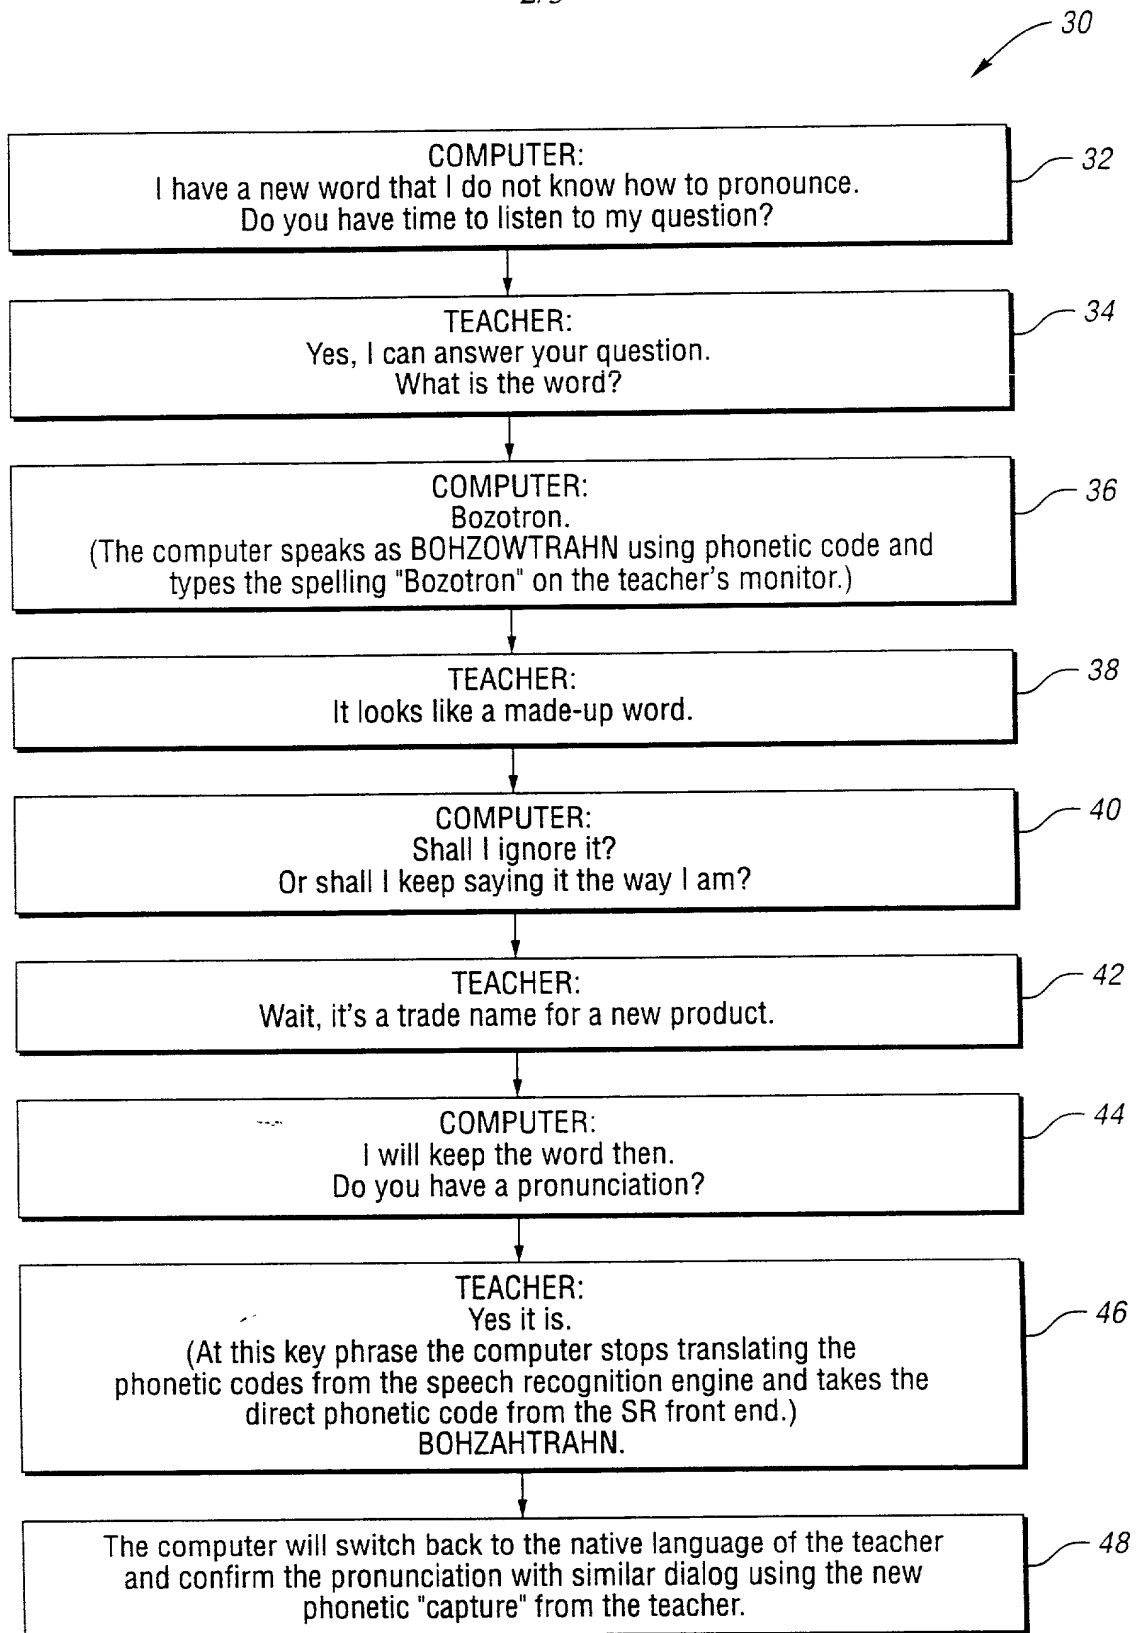 30
COMPUTER:
I have a new word that I do not know how to pronounce.
Do you have time to listen to my question?
32
TEACHER:
Yes, I can answer your question.
What is the word?
34
COMPUTER:
Bozotron.
(The computer speaks as BOHZOWTRAHN using phonetic code and
types the spelling "Bozotron" on the teacher's monitor.)
36
TEACHER:
It looks like a made-up word.
38
COMPUTER:
Shall I ignore it?
Or shall I keep saying it the way I am?
40
TEACHER:
Wait, it's a trade name for a new product.
42
COMPUTER:
I will keep the word then.
Do you have a pronunciation?
44
TEACHER:
Yes it is.
(At this key phrase the computer stops translating the
phonetic codes from the speech recognition engine and takes the
direct phonetic code from the SR front end.)
BOHZAHTRAHN.
46
The computer will switch back to the native language of the teacher
and confirm the pronunciation with similar dialog using the new
phonetic "capture" from the teacher.
48